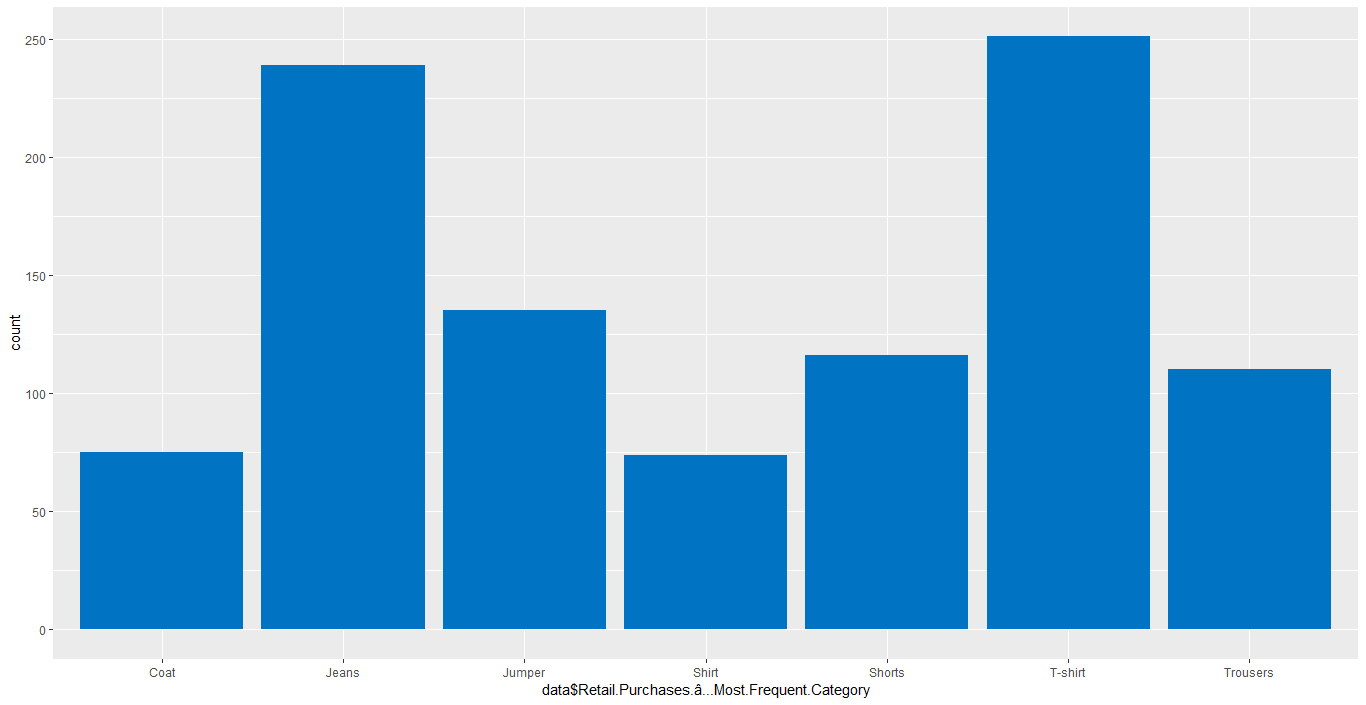 250
200
150
100
50
0
count
Coat Jeans Jumper Shirt Shorts T-shirt Trousers
data$Retail.Purchases.â...Most.Frequent.Category